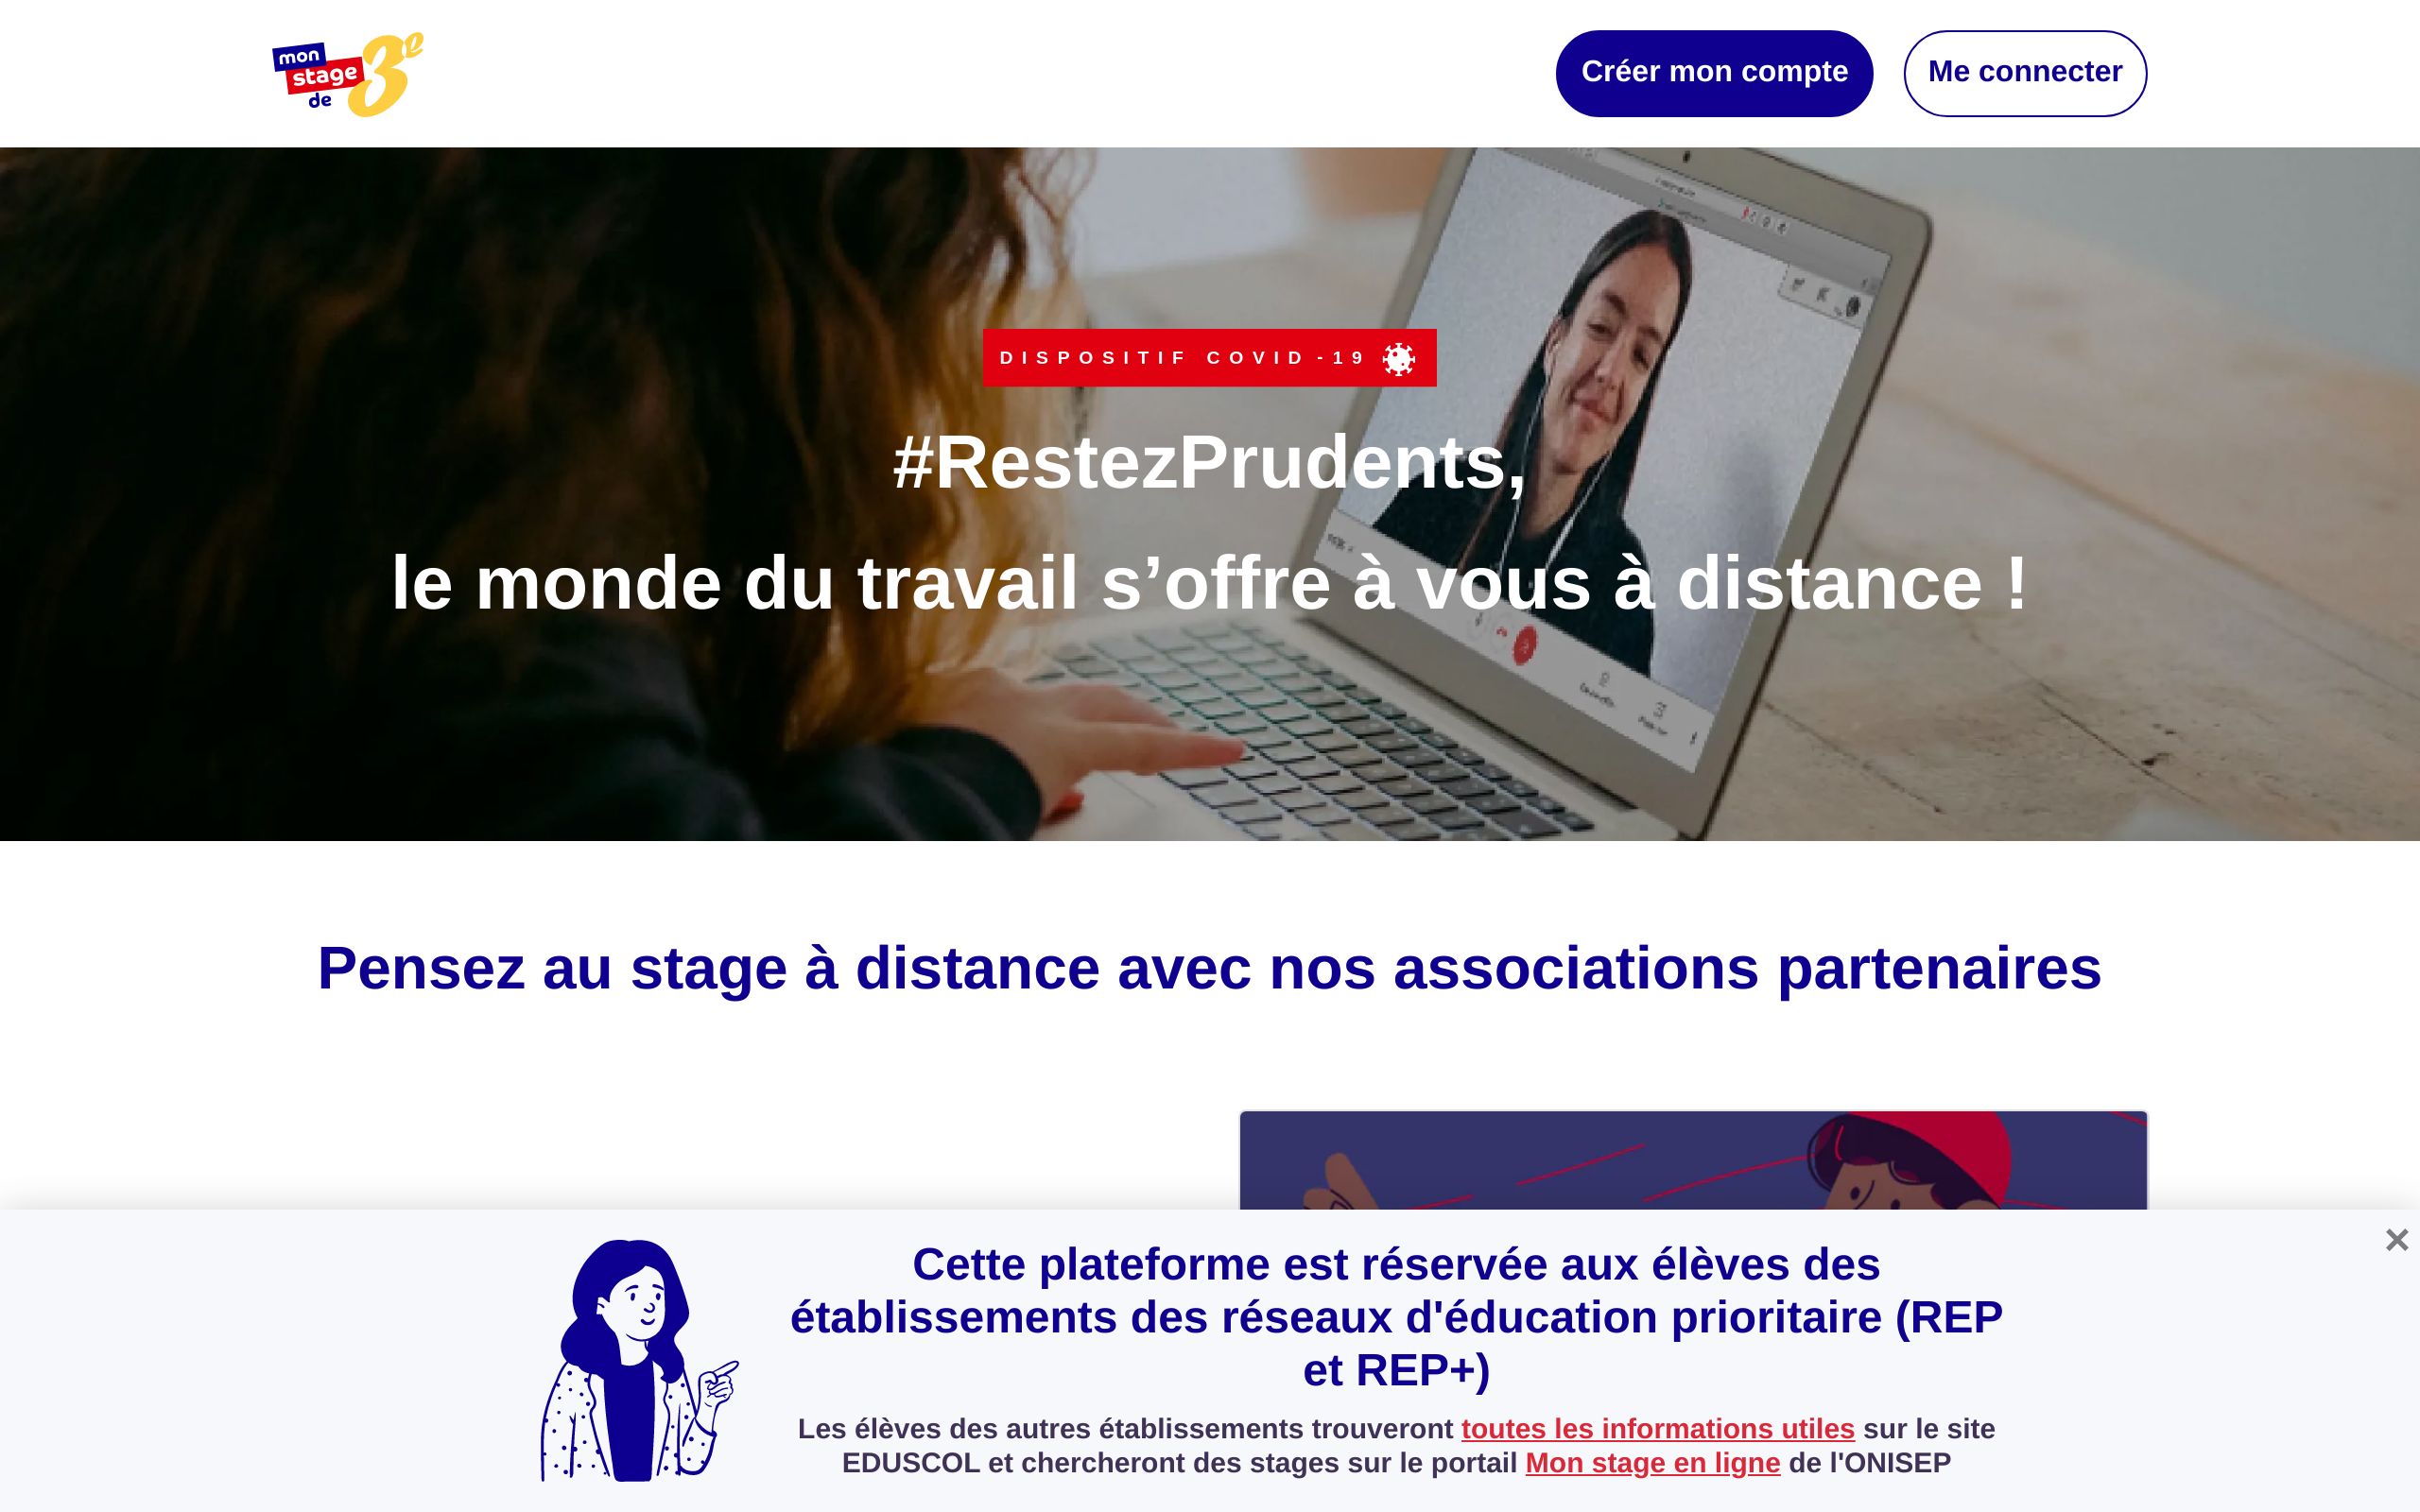 mon
stage
de 3e
Créer mon compte
Me connecter
DISPOSITIF COVID-19
#RestezPrudents,
le monde du travail s’offre à vous à distance !
Pensez au stage à distance avec nos associations partenaires
×
Cette plateforme est réservée aux élèves des
établissements des réseaux d'éducation prioritaire (REP
et REP+)
Les élèves des autres établissements trouveront toutes les informations utiles sur le site
EDUSCOL et chercheront des stages sur le portail Mon stage en ligne de l'ONISEP